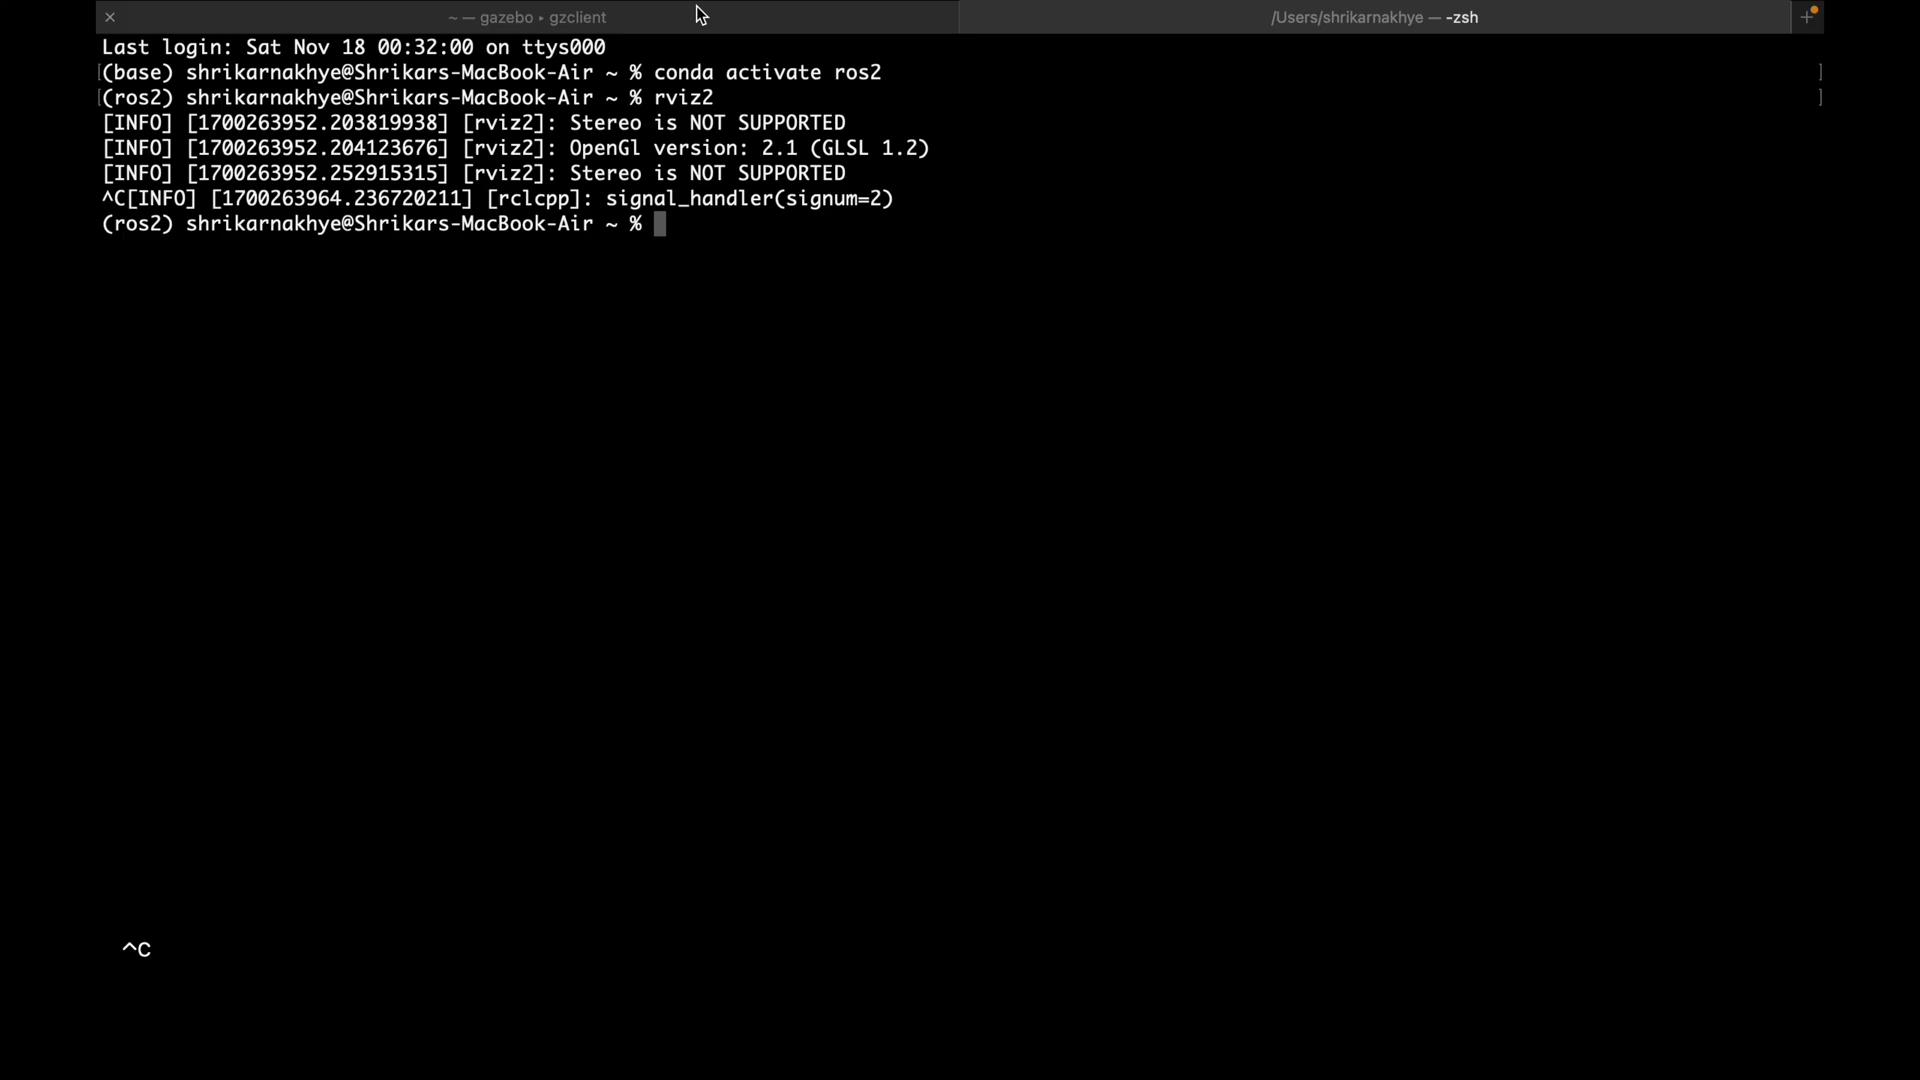 ~ — gazebo ▸ gzclient
/Users/shrikarnakhye — -zsh
Last login: Sat Nov 18 00:32:00 on ttys000
[(base) shrikarnakhye@Shrikars-MacBook-Air ~ % conda activate ros2 ]
[(ros2) shrikarnakhye@Shrikars-MacBook-Air ~ % rviz2 ]
[INFO] [1700263952.203819938] [rviz2]: Stereo is NOT SUPPORTED
[INFO] [1700263952.204123676] [rviz2]: OpenGl version: 2.1 (GLSL 1.2)
[INFO] [1700263952.252915315] [rviz2]: Stereo is NOT SUPPORTED
^C[INFO] [1700263964.236720211] [rclcpp]: signal_handler(signum=2)
(ros2) shrikarnakhye@Shrikars-MacBook-Air ~ %
^C